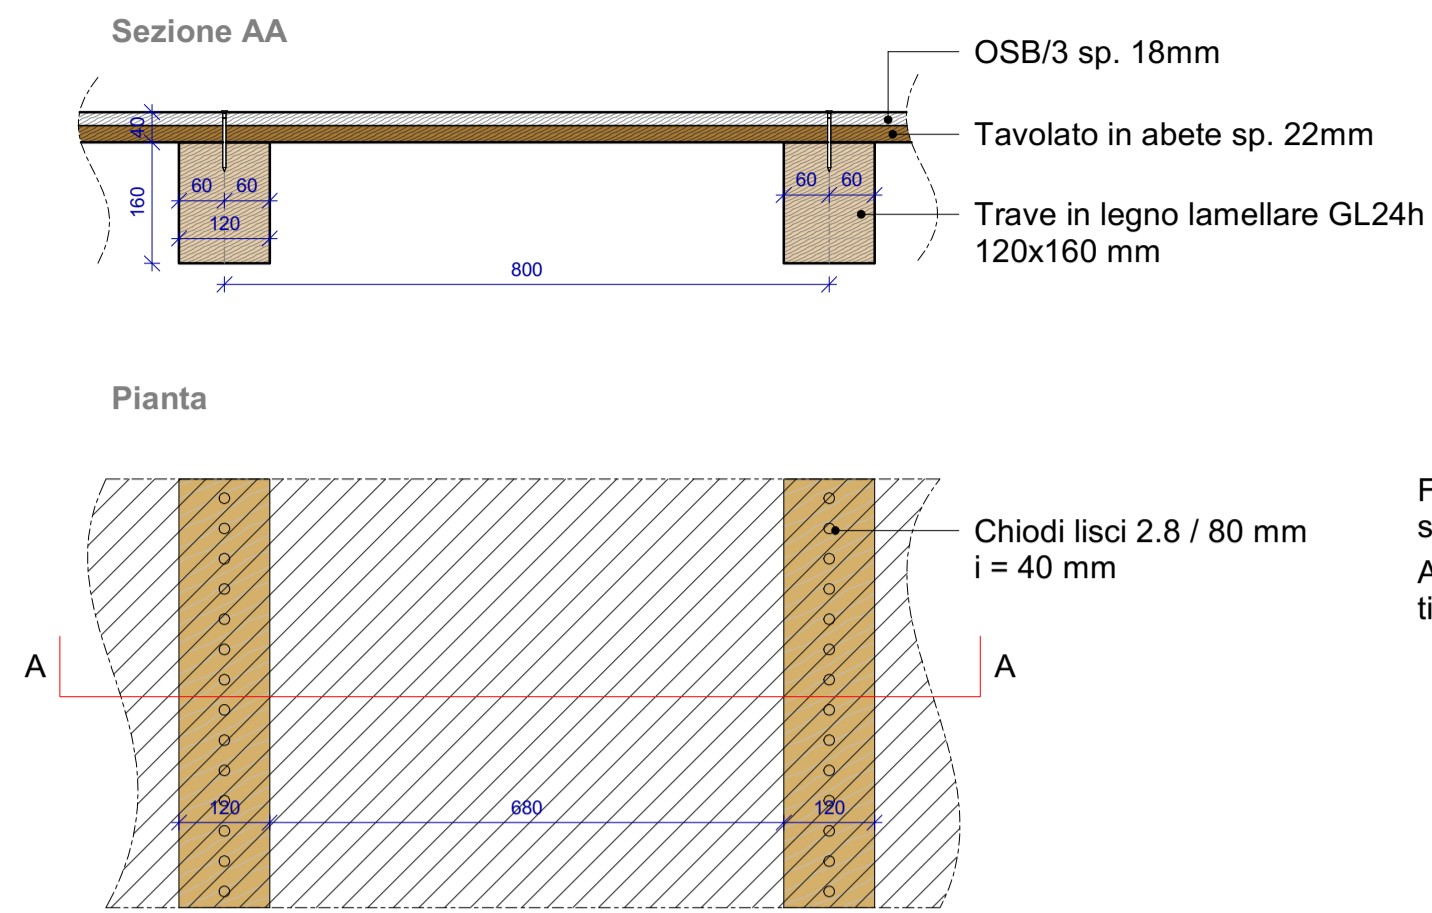 Sezione AA
OSB/3 sp. 18mm
Tavolato in abete sp. 22mm
Trave in legno lamellare GL24h
120x160 mm
40
160
60 60
120
60 60
800
Pianta
Chiodi lisci 2.8 / 80 mm
i = 40 mm
A
A
120
680
120